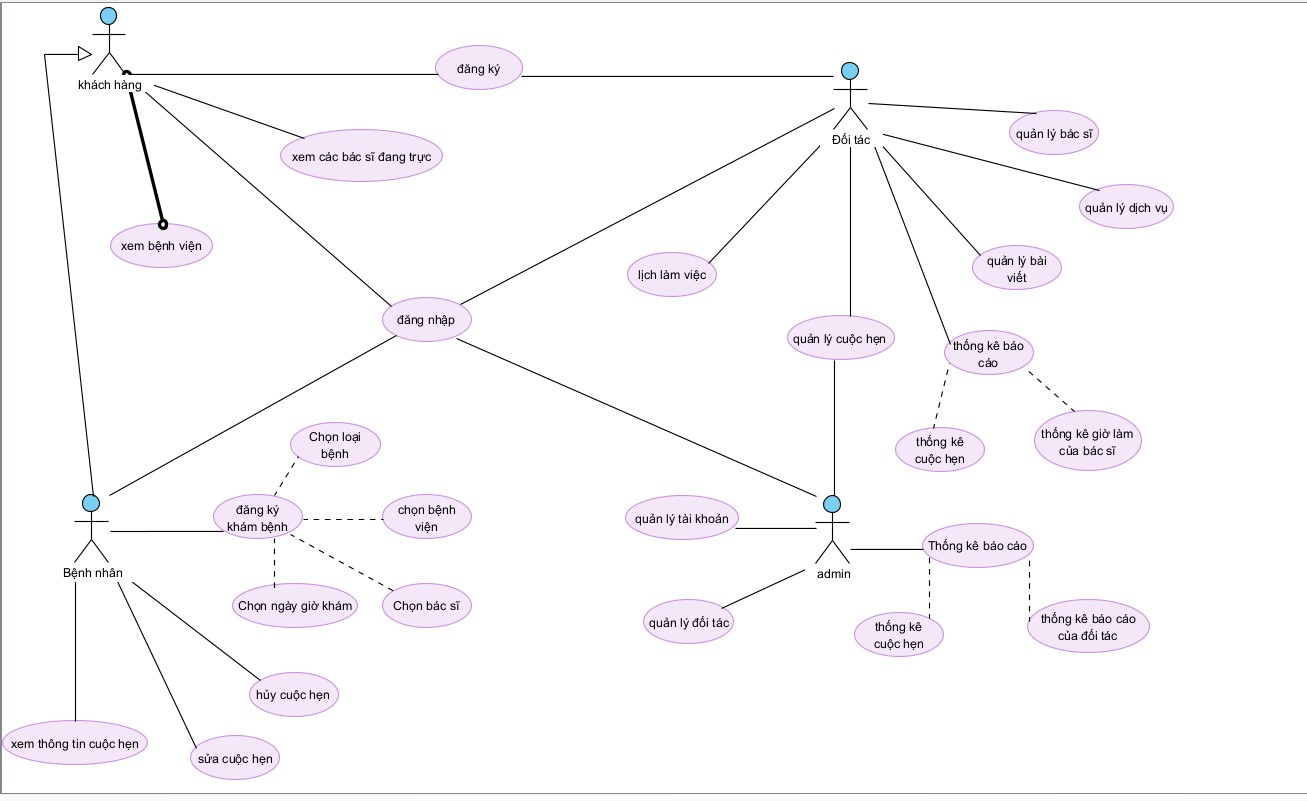 khách hàng
đăng ký
Đối tác
quản lý bác sĩ
xem các bác sĩ đang trực
quản lý dịch vụ
xem bệnh viện
lịch làm việc
quản lý bài
viết
đăng nhập
quản lý cuộc hẹn
thống kê báo
cáo
thống kê
cuộc hẹn
thống kê giờ làm
của bác sĩ
Chọn loại
bệnh
đăng ký
khám bệnh
chọn bệnh
viện
Chọn ngày giờ khám
Chọn bác sĩ
Bệnh nhân
quản lý tài khoản
admin
Thống kê báo cáo
quản lý đối tác
thống kê
cuộc hẹn
thống kê báo cáo
của đối tác
hủy cuộc hẹn
xem thông tin cuộc hẹn
sửa cuộc hẹn